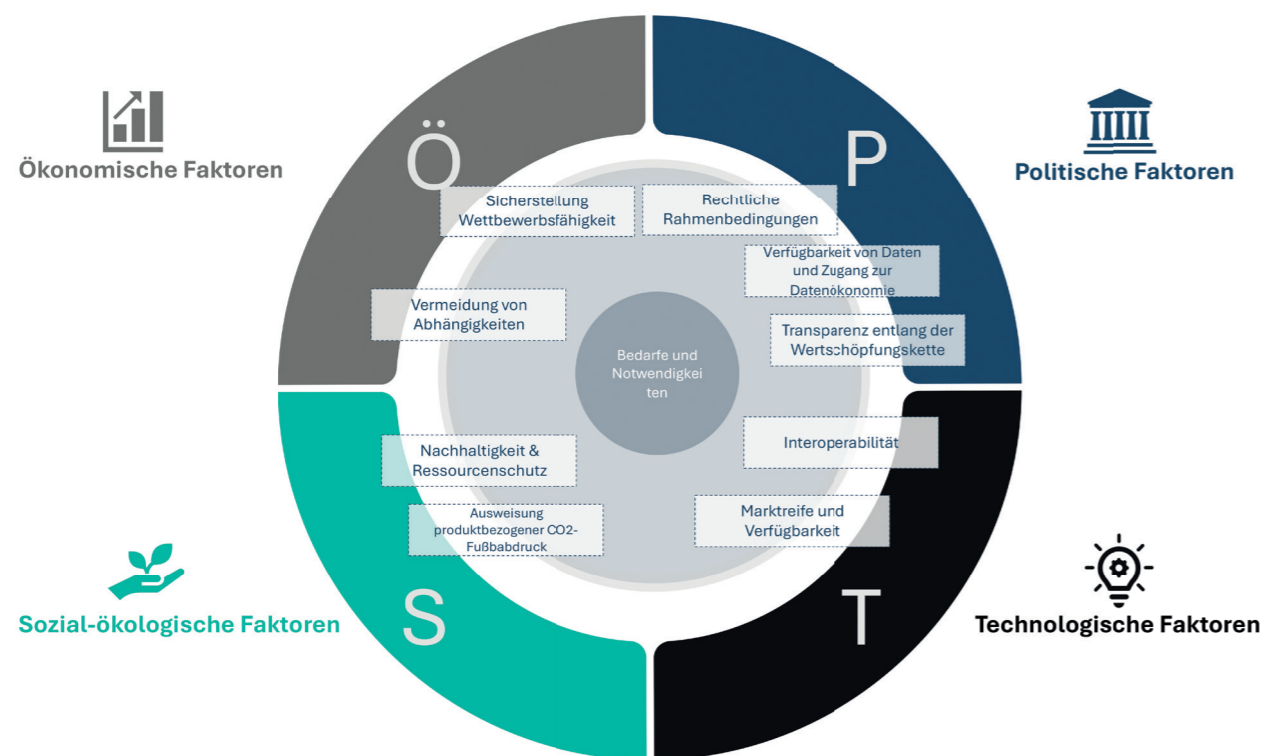 Ö
P
Ökonomische Faktoren
Politische Faktoren
Sicherstellung
Wettbewerbsfähigkeit
Rechtliche
Rahmenbedingungen
Verfügbarkeit von Daten
und Zugang zur
Datenökonomie
Vermeidung von
Abhängigkeiten
Transparenz entlang der
Wertschöpfungskette
Bedarfe und
Notwendigkei
ten
Nachhaltigkeit &
Ressourcenschutz
Interoperabilität
Ausweisung
produktbezogener CO2-
Fußbabdruck
Marktreife und
Verfügbarkeit
S
T
Sozial-ökologische Faktoren
Technologische Faktoren